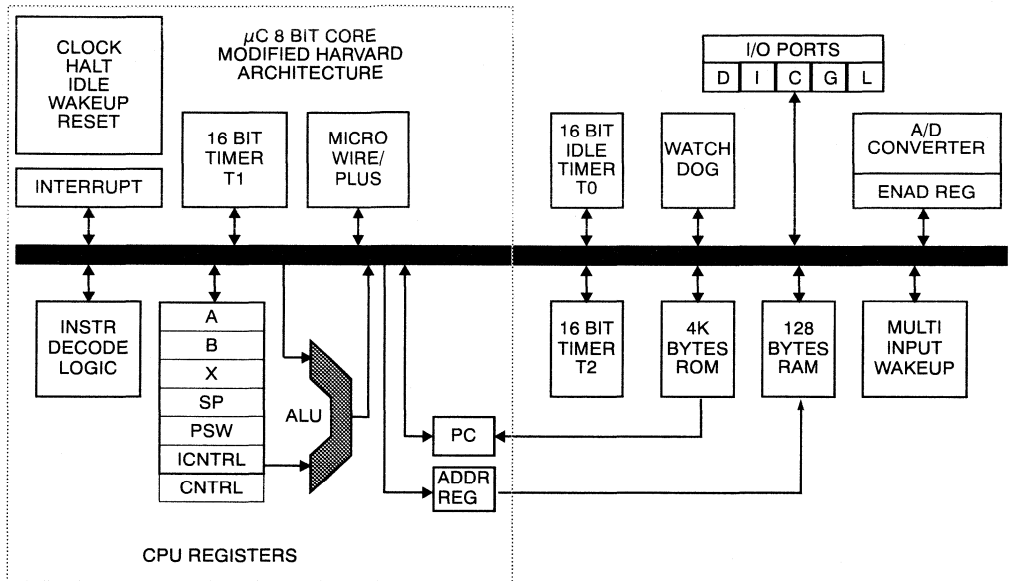 CLOCK
HALT
IDLE
WAKEUP
RESET
μC 8 BIT CORE
MODIFIED HARVARD
ARCHITECTURE
I/O PORTS
D I C G L
16 BIT
TIMER
T1
MICRO
WIRE/
PLUS
16 BIT
IDLE
TIMER
T0
WATCH
DOG
A/D
CONVERTER
ENAD REG
INTERRUPT
INSTR
DECODE
LOGIC
A
B
X
SP
PSW
ICNTRL
CNTRL
ALU
16 BIT
TIMER
T2
4K
BYTES
ROM
128
BYTES
RAM
MULTI
INPUT
WAKEUP
PC
ADDR
REG
CPU REGISTERS